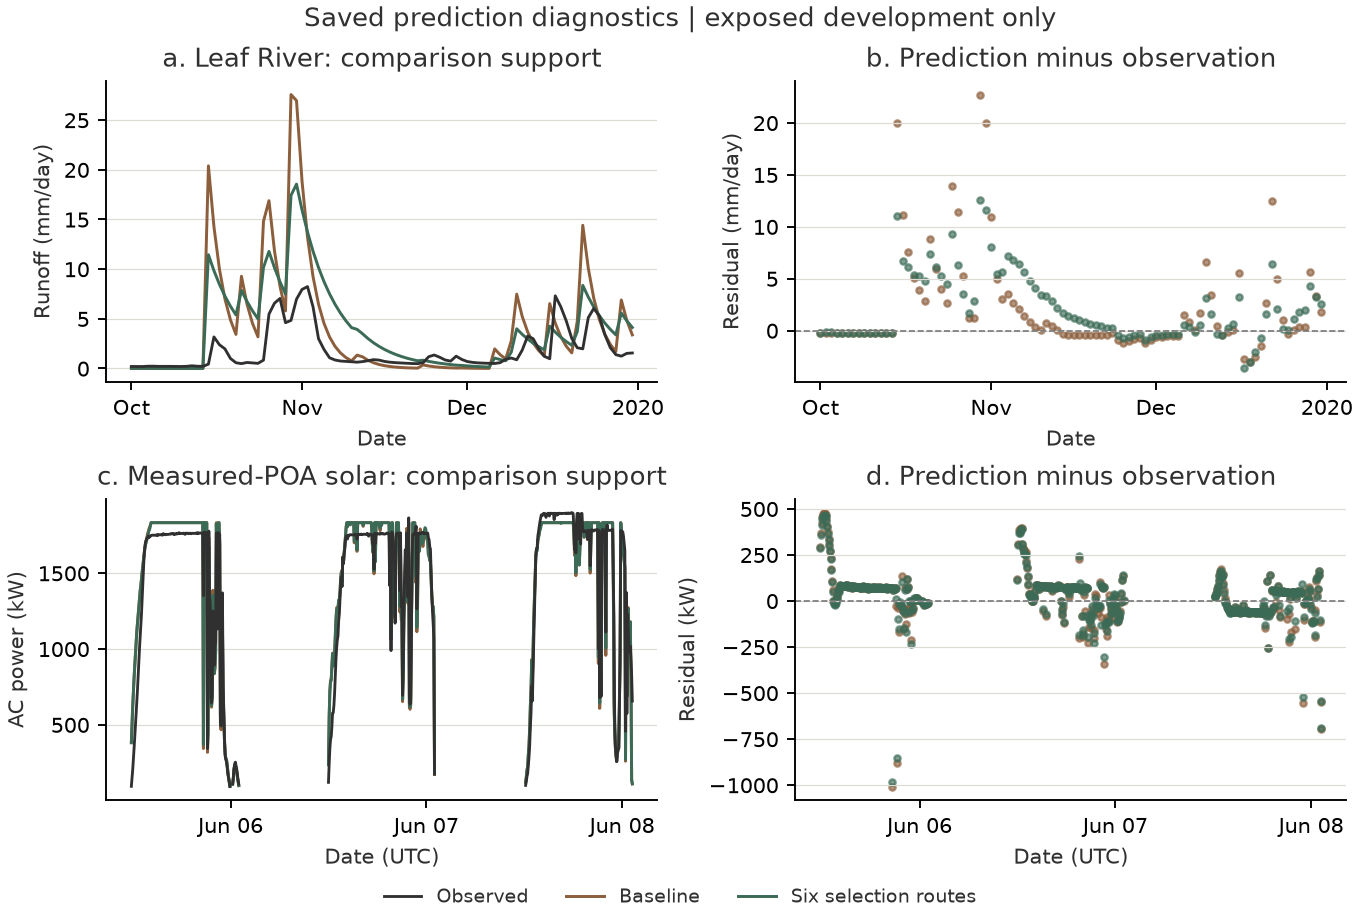 Saved prediction diagnostics | exposed development only
a. Leaf River: comparison support
Runoff (mm/day)
25
20
15
10
5
0
Oct
Nov
Dec
2020
Date
b. Prediction minus observation
Residual (mm/day)
20
15
10
5
0
Oct
Nov
Dec
2020
Date
c. Measured-POA solar: comparison support
AC power (kW)
1500
1000
500
Jun 06
Jun 07
Jun 08
Date (UTC)
d. Prediction minus observation
Residual (kW)
500
250
0
−250
−500
−750
−1000
Jun 06
Jun 07
Jun 08
Date (UTC)
Observed
Baseline
Six selection routes